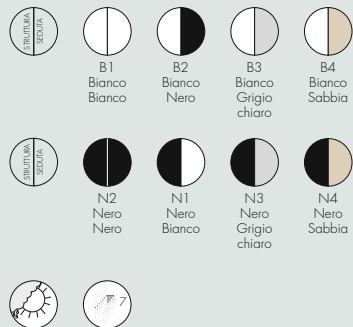 STRUTTURA
SEDUTA
B1
Bianco
Bianco
B2
Bianco
Nero
B3
Bianco
Grigio
chiaro
B4
Bianco
Sabbia
STRUTTURA
SEDUTA
N2
Nero
Nero
N1
Nero
Bianco
N3
Nero
Grigio
chiaro
N4
Nero
Sabbia
7